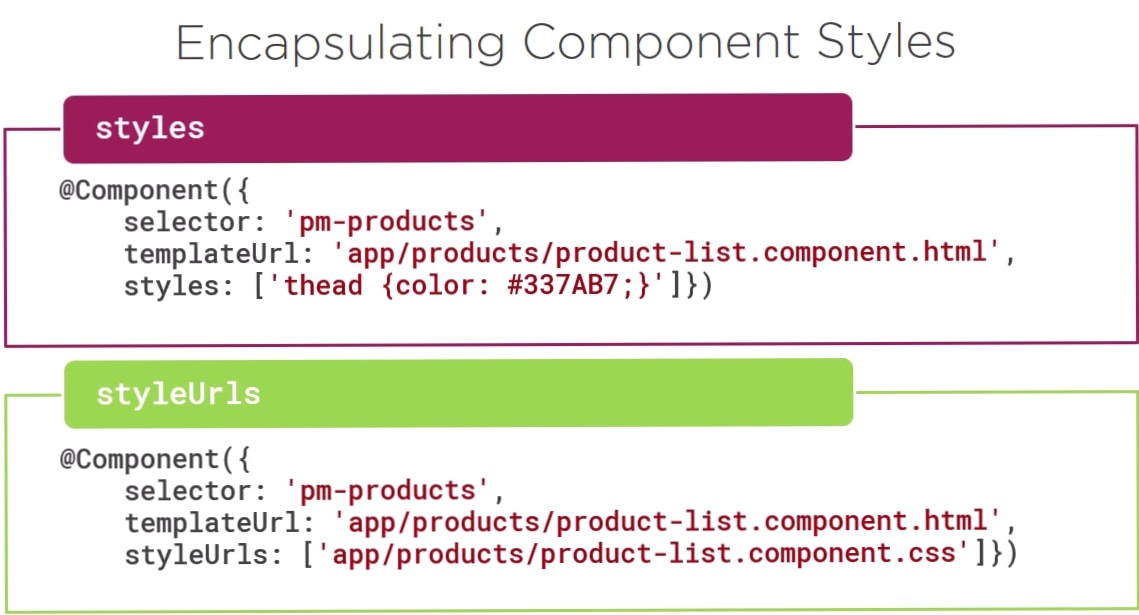 Encapsulating Component Styles
styles
@Component({
    selector: 'pm-products',
    templateUrl: 'app/products/product-list.component.html',
    styles: ['thead {color: #337AB7;}']})
styleUrls
@Component({
    selector: 'pm-products',
    templateUrl: 'app/products/product-list.component.html',
    styleUrls: ['app/products/product-list.component.css']})